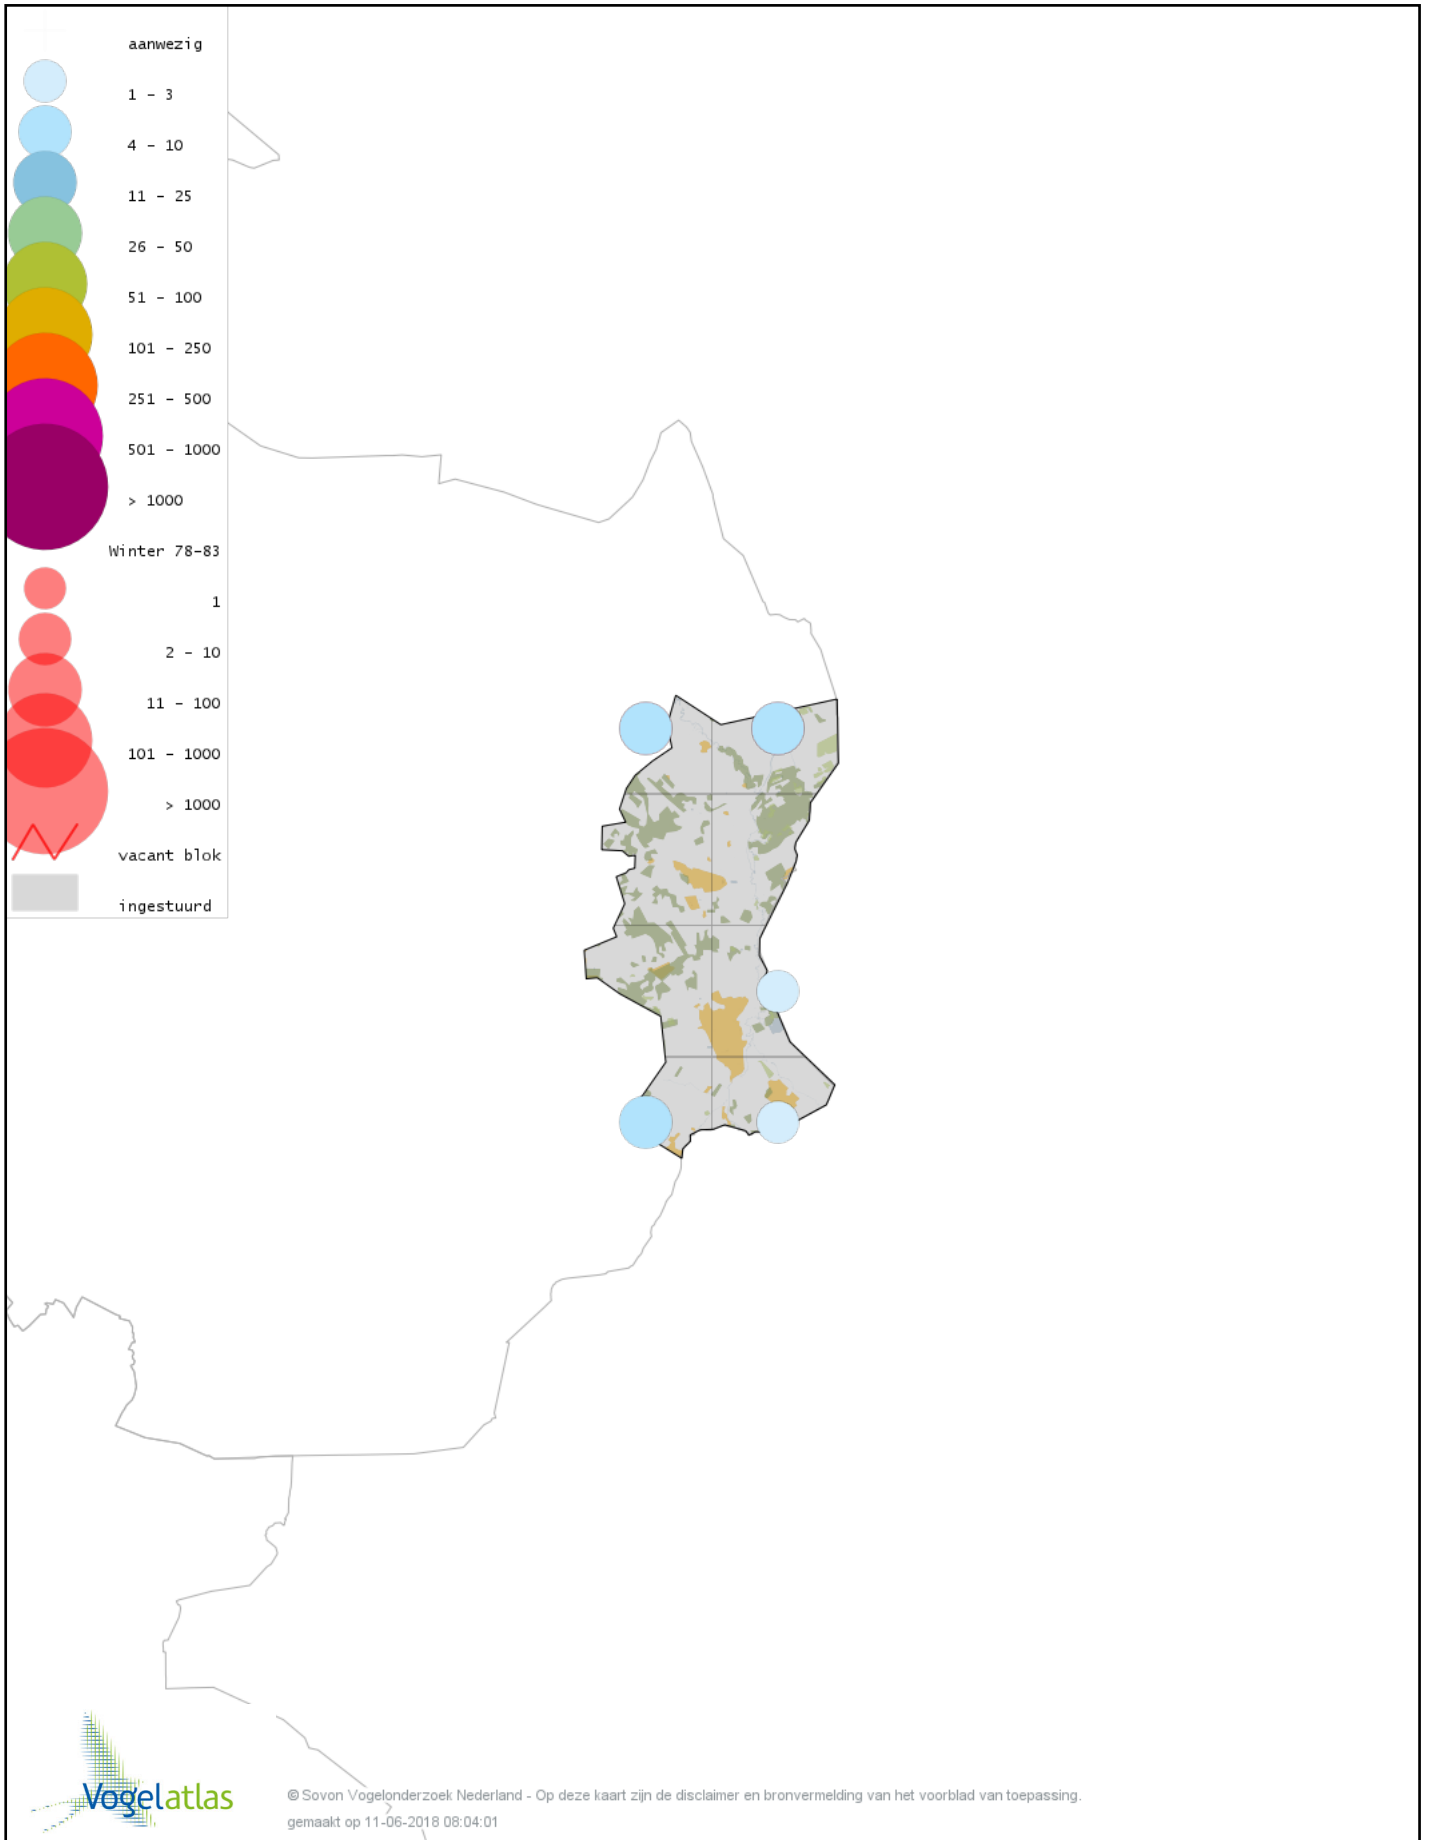 aanwezig
1 - 3
4 - 10
11 - 25
26 - 50
51 - 100
101 - 250
251 - 500
501 - 1000
> 1000
Winter 78-83
1
2 - 10
11 - 100
101 - 1000
> 1000
vacant blok
ingestuurd
Vogelatlas
© Sovon Vogelonderzoek Nederland - Op deze kaart zijn de disclaimer en bronvermelding van het voorblad van toepassing.
gemaakt op 11-06-2018 08:04:01